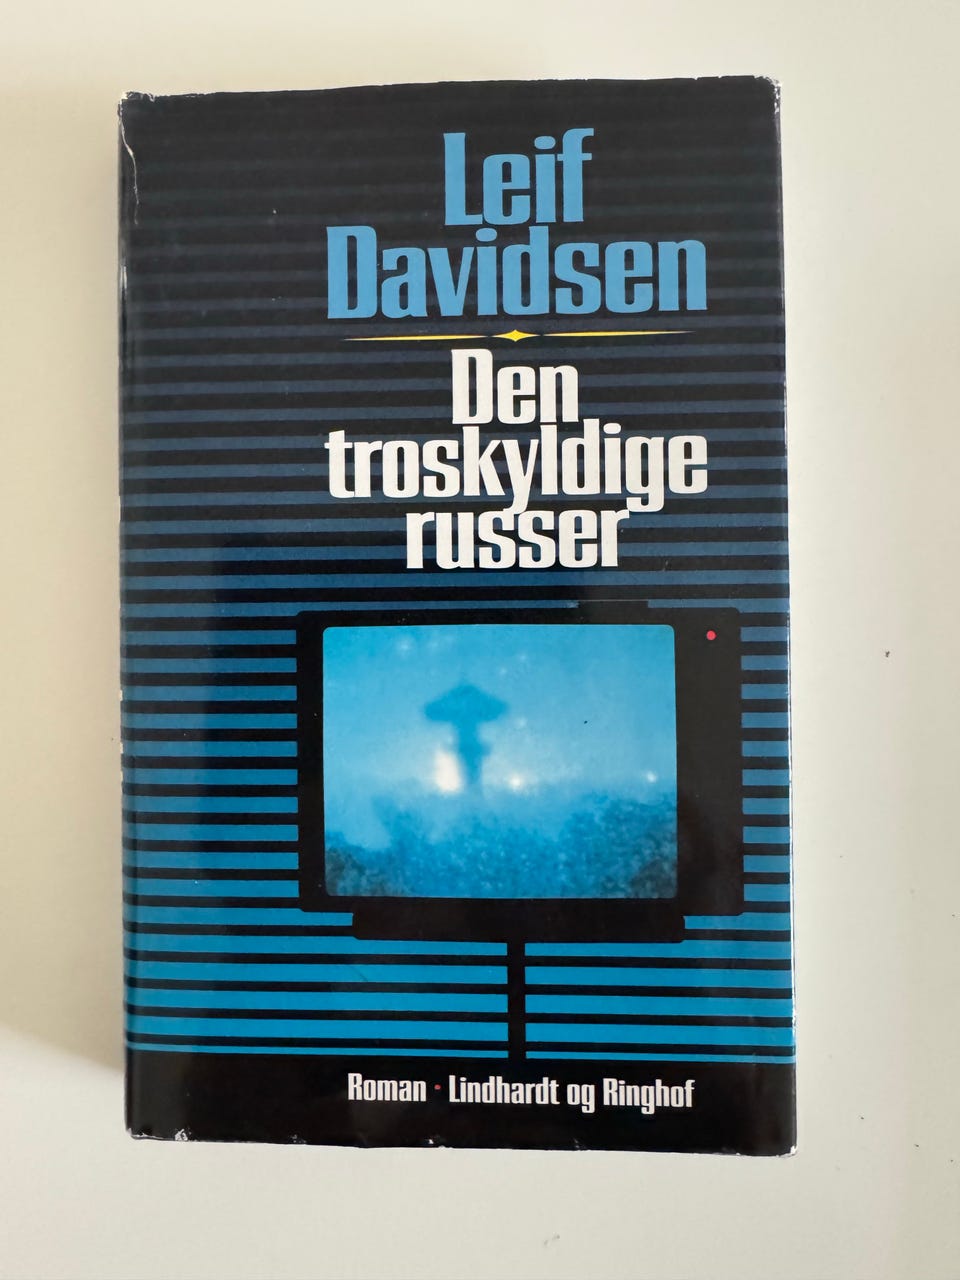 Leif
Davidsen
Den
troskyldige
russer
Roman · Lindhardt og Ringhof